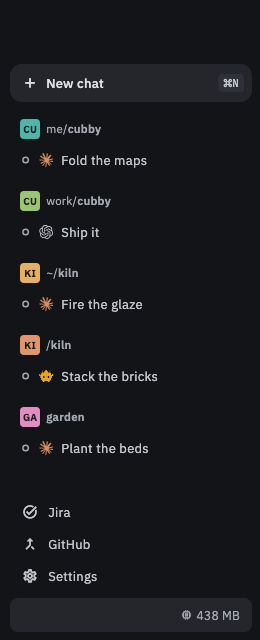 New chat ⌘N
CU me/cubby
Fold the maps
CU work/cubby
Ship it
KI ~/kiln
Fire the glaze
KI /kiln
Stack the bricks
GA garden
Plant the beds
Jira
GitHub
Settings
438 MB